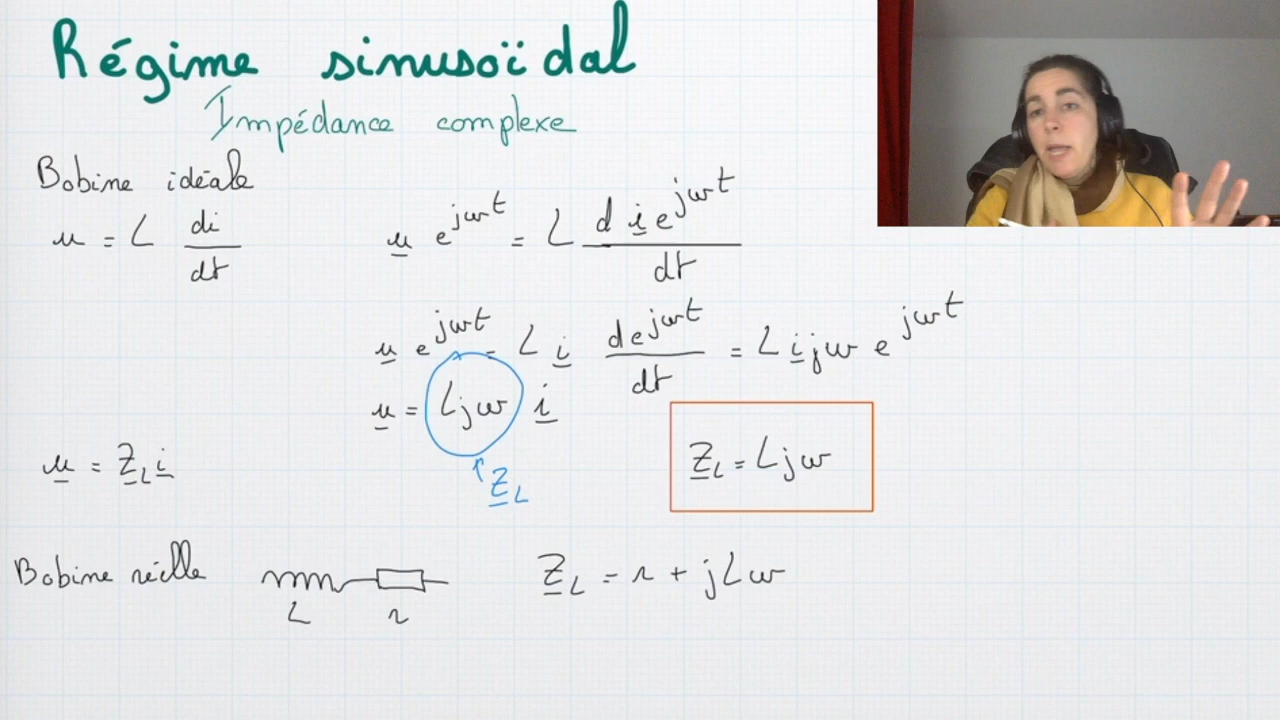 Régime sinusoïdal
Impédance complexe
Bobine idéale
u = L di/dt
u e^jωt = L d i e^jωt / dt
u e^jωt = L i de^jωt/dt = L i jω e^jωt
u = Ljω i
Z_L
u = Z_L i
Z_L = Ljω
Bobine réelle
L r
Z_L = r + jLω